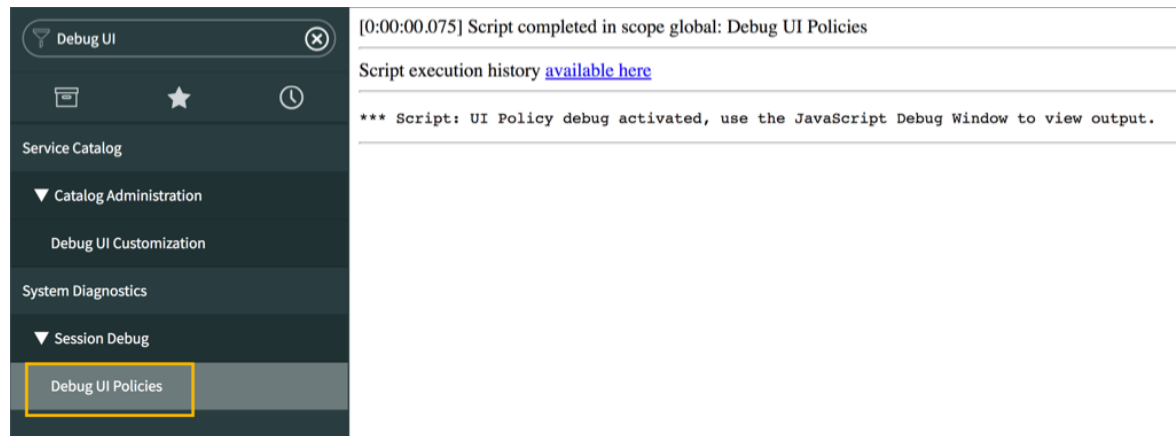 Debug UI
Service Catalog
▼ Catalog Administration
Debug UI Customization
System Diagnostics
▼ Session Debug
Debug UI Policies
[0:00:00.075] Script completed in scope global: Debug UI Policies
Script execution history available here
*** Script: UI Policy debug activated, use the JavaScript Debug Window to view output.